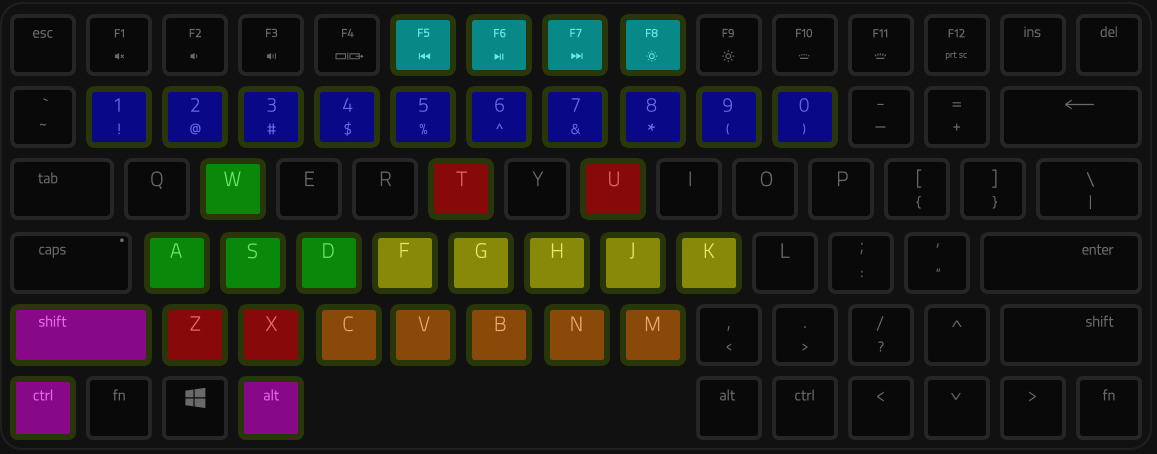 esc F1 F2 F3 F4 F5 F6 F7 F8 F9 F10 F11 F12 ins del
prt sc
` 1 2 3 4 5 6 7 8 9 0 - =
~ ! @ # $ % ^ & * ( ) _ +
tab Q W E R T Y U I O P [ ] \
{ } |
caps A S D F G H J K L ; '
enter
: "
shift Z X C V B N M , . / ^ shift
< > ?
ctrl fn alt alt ctrl < v > fn